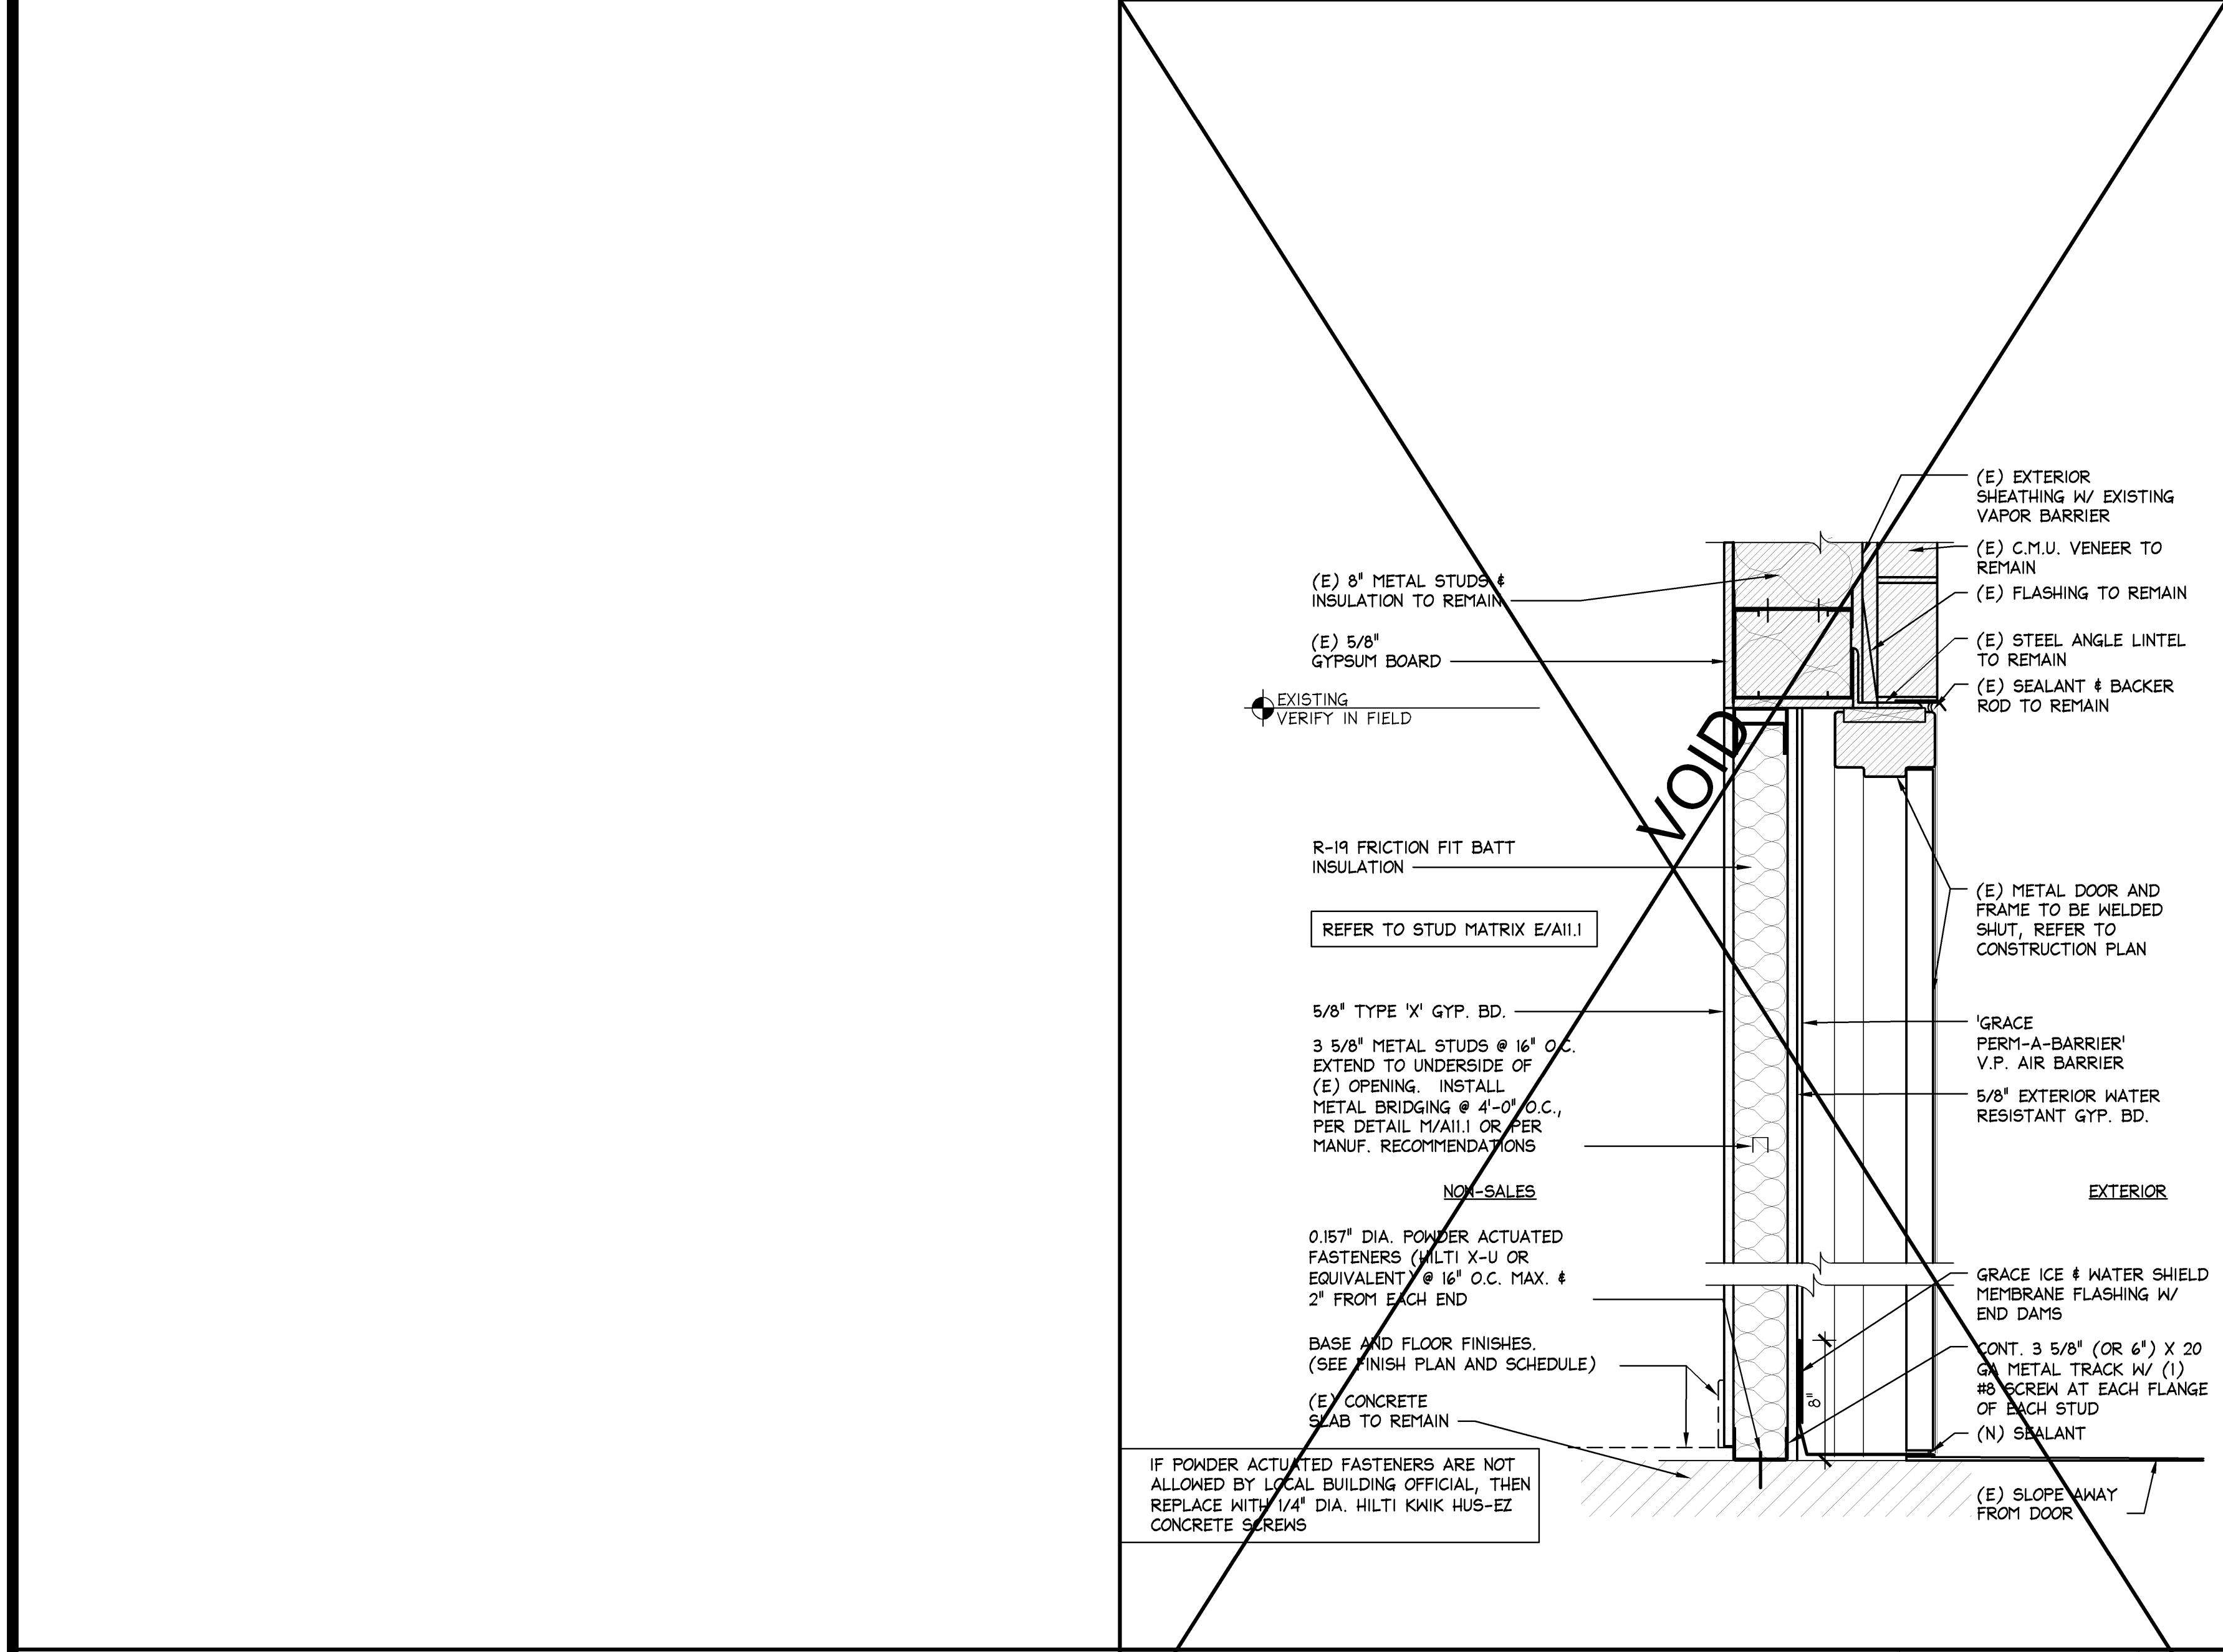 (E) 8" METAL STUDS &
INSULATION TO REMAIN
(E) 5/8"
GYPSUM BOARD
EXISTING
VERIFY IN FIELD
VOID
R-19 FRICTION FIT BATT
INSULATION
REFER TO STUD MATRIX E/A11.1
5/8" TYPE 'X' GYP. BD.
3 5/8" METAL STUDS @ 16" O.C.
EXTEND TO UNDERSIDE OF
(E) OPENING. INSTALL
METAL BRIDGING @ 4'-0" O.C.,
PER DETAIL M/A11.1 OR PER
MANUF. RECOMMENDATIONS
NON-SALES
0.157" DIA. POWDER ACTUATED
FASTENERS (HILTI X-U OR
EQUIVALENT) @ 16" O.C. MAX. &
2" FROM EACH END
BASE AND FLOOR FINISHES.
(SEE FINISH PLAN AND SCHEDULE)
(E) CONCRETE
SLAB TO REMAIN
IF POWDER ACTUATED FASTENERS ARE NOT
ALLOWED BY LOCAL BUILDING OFFICIAL, THEN
REPLACE WITH 1/4" DIA. HILTI KWIK HUS-EZ
CONCRETE SCREWS
(E) EXTERIOR
SHEATHING W/ EXISTING
VAPOR BARRIER
(E) C.M.U. VENEER TO
REMAIN
(E) FLASHING TO REMAIN
(E) STEEL ANGLE LINTEL
TO REMAIN
(E) SEALANT & BACKER
ROD TO REMAIN
(E) METAL DOOR AND
FRAME TO BE WELDED
SHUT, REFER TO
CONSTRUCTION PLAN
'GRACE
PERM-A-BARRIER'
V.P. AIR BARRIER
5/8" EXTERIOR WATER
RESISTANT GYP. BD.
EXTERIOR
GRACE ICE & WATER SHIELD
MEMBRANE FLASHING W/
END DAMS
CONT. 3 5/8" (OR 6") X 20
GA METAL TRACK W/ (1)
#8 SCREW AT EACH FLANGE
OF EACH STUD
8"
(N) SEALANT
(E) SLOPE AWAY
FROM DOOR